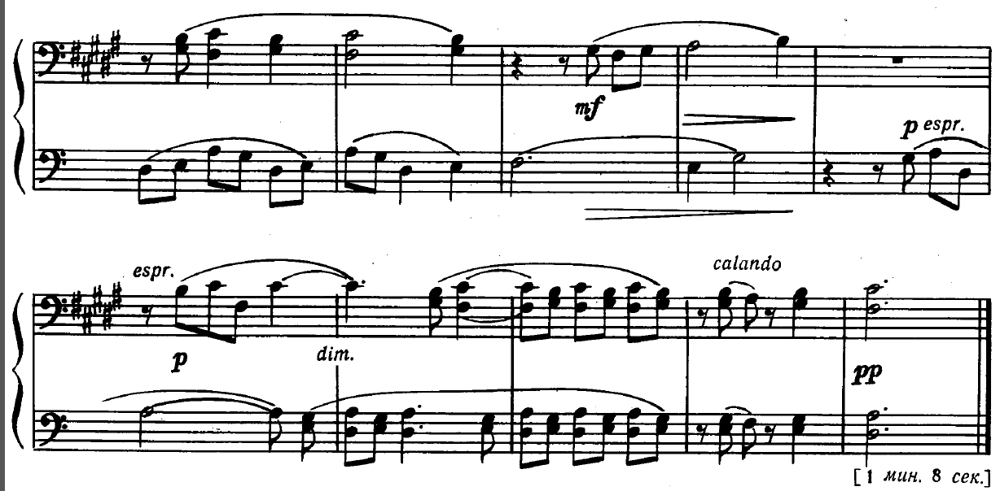 mf
p espr.
espr.
calando
p
dim.
pp
[1 мин. 8 сек.]